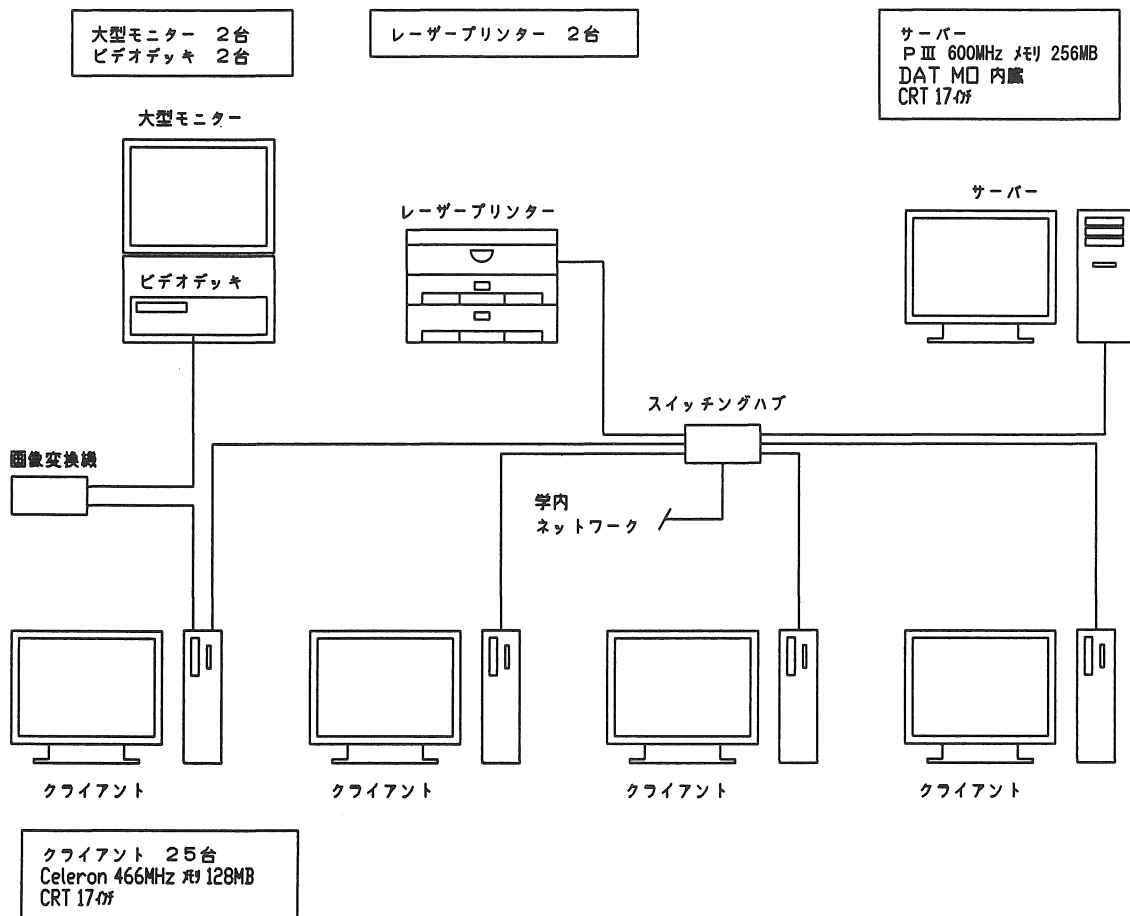 大型モニター 2台
ビデオデッキ 2台
レーザープリンター 2台
サーバー
PⅢ 600MHz メモリ 256MB
DAT MO 内臓
CRT 17インチ
大型モニター
ビデオデッキ
レーザープリンター
サーバー
スイッチングハブ
画像変換機
学内
ネットワーク
クライアント
クライアント
クライアント
クライアント
クライアント 25台
Celeron 466MHz メモリ 128MB
CRT 17インチ